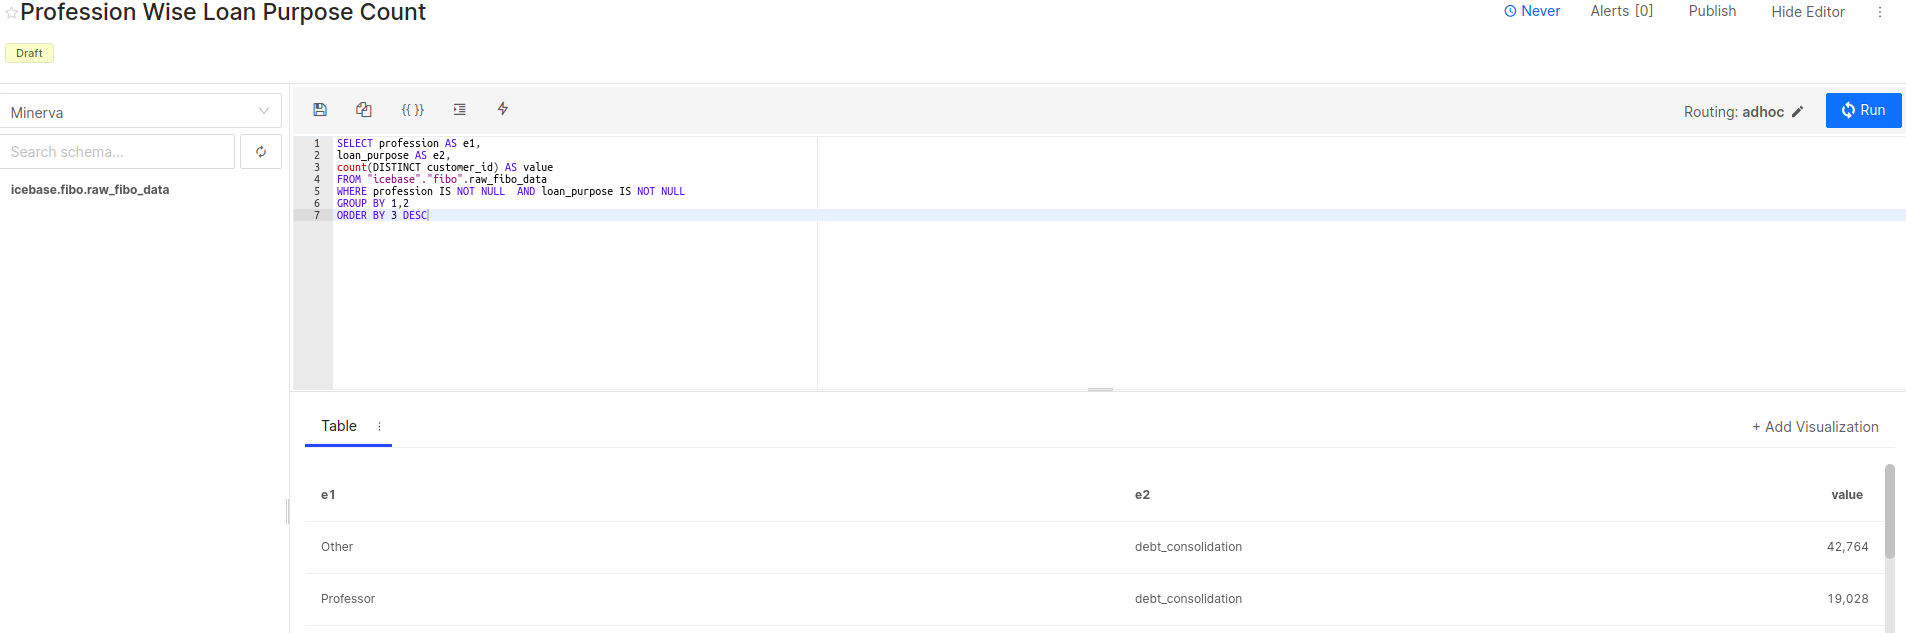 Profession Wise Loan Purpose Count
Never Alerts [0] Publish Hide Editor
Draft
Minerva
Search schema...
icebase.fibo.raw_fibo_data
{{ }}
Routing: adhoc Run
1 SELECT profession AS e1,
2 loan_purpose AS e2,
3 count(DISTINCT customer_id) AS value
4 FROM "icebase"."fibo".raw_fibo_data
5 WHERE profession IS NOT NULL  AND loan_purpose IS NOT NULL
6 GROUP BY 1,2
7 ORDER BY 3 DESC
Table + Add Visualization
e1 e2 value
Other debt_consolidation 42,764
Professor debt_consolidation 19,028